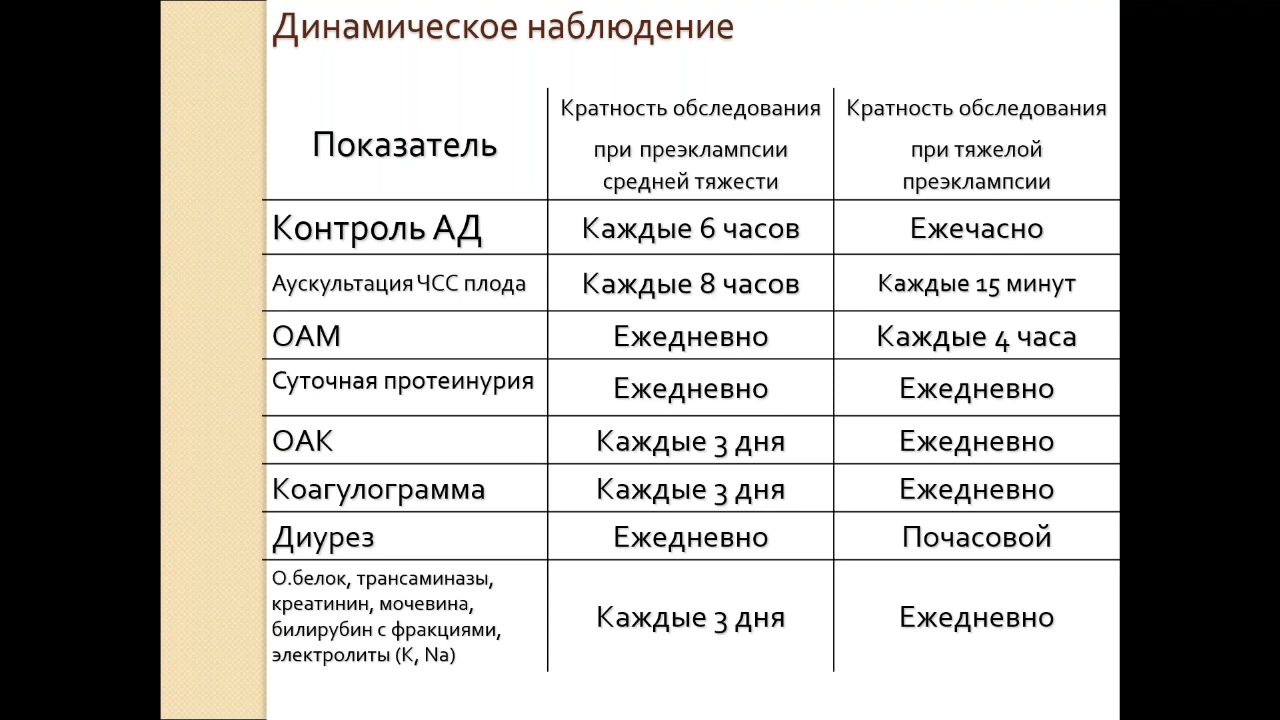 Динамическое наблюдение
Показатель
Кратность обследования
при преэклампсии
средней тяжести
Кратность обследования
при тяжелой
преэклампсии
Контроль АД
Каждые 6 часов
Ежечасно
Аускультация ЧСС плода
Каждые 8 часов
Каждые 15 минут
ОАМ
Ежедневно
Каждые 4 часа
Суточная протеинурия
Ежедневно
Ежедневно
ОАК
Каждые 3 дня
Ежедневно
Коагулограмма
Каждые 3 дня
Ежедневно
Диурез
Ежедневно
Почасовой
О.белок, трансаминазы,
креатинин, мочевина,
билирубин с фракциями,
электролиты (K, Na)
Каждые 3 дня
Ежедневно